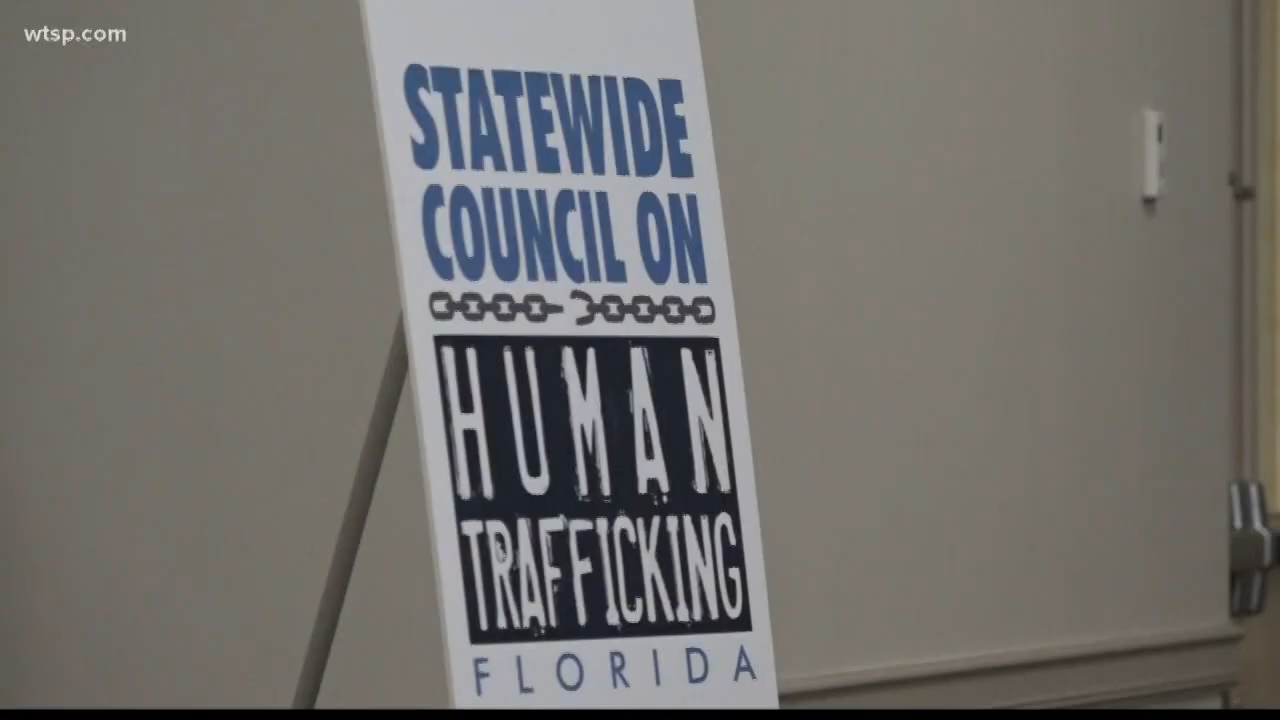 wtsp.com
STATEWIDE
COUNCIL ON
HUMAN
TRAFFICKING
FLORIDA